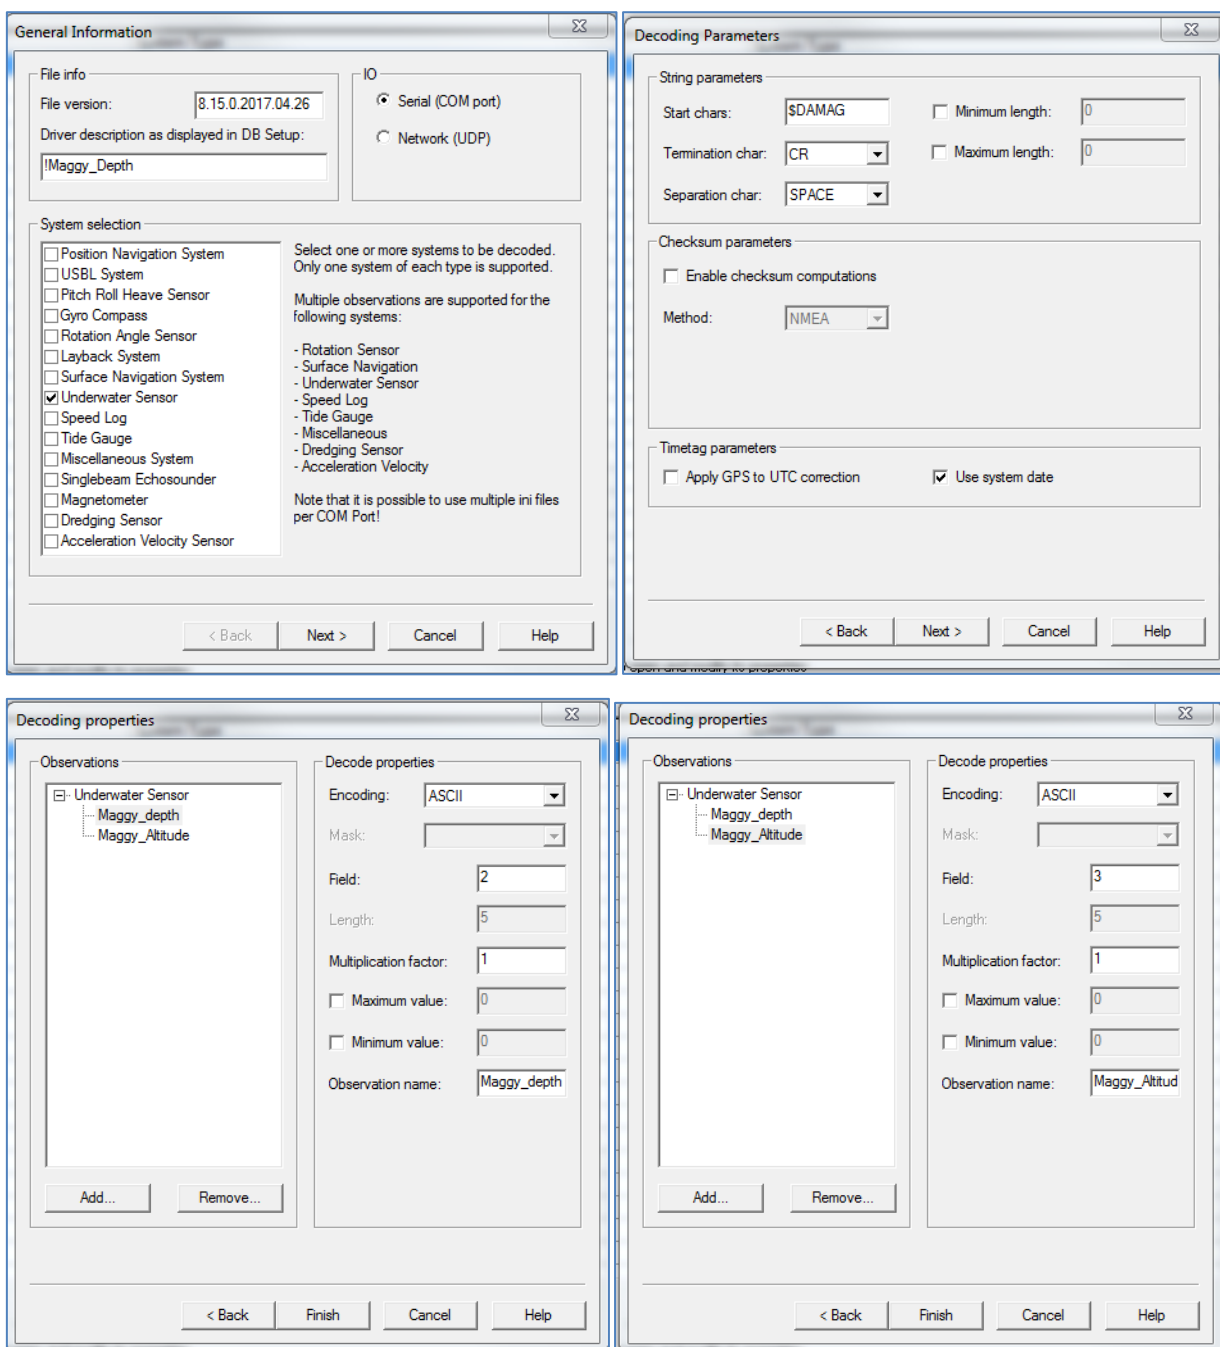 General Information
File info
File version: 8.15.0.2017.04.26
Driver description as displayed in DB Setup:
!Maggy_Depth
IO
Serial (COM port)
Network (UDP)
System selection
Position Navigation System
USBL System
Pitch Roll Heave Sensor
Gyro Compass
Rotation Angle Sensor
Layback System
Surface Navigation System
Underwater Sensor
Speed Log
Tide Gauge
Miscellaneous System
Singlebeam Echosounder
Magnetometer
Dredging Sensor
Acceleration Velocity Sensor
Select one or more systems to be decoded.
Only one system of each type is supported.
Multiple observations are supported for the
following systems:
- Rotation Sensor
- Surface Navigation
- Underwater Sensor
- Speed Log
- Tide Gauge
- Miscellaneous
- Dredging Sensor
- Acceleration Velocity
Note that it is possible to use multiple ini files
per COM Port!
< Back Next > Cancel Help
Decoding Parameters
String parameters
Start chars: $DAMAG Minimum length: 0
Termination char: CR Maximum length: 0
Separation char: SPACE
Checksum parameters
Enable checksum computations
Method: NMEA
Timetag parameters
Apply GPS to UTC correction Use system date
< Back Next > Cancel Help
Decoding properties
Observations
Underwater Sensor
Maggy_depth
Maggy_Altitude
Add... Remove...
Decode properties
Encoding: ASCII
Mask:
Field: 2
Length: 5
Multiplication factor: 1
Maximum value: 0
Minimum value: 0
Observation name: Maggy_depth
< Back Finish Cancel Help
Decoding properties
Observations
Underwater Sensor
Maggy_depth
Maggy_Altitude
Add... Remove...
Decode properties
Encoding: ASCII
Mask:
Field: 3
Length: 5
Multiplication factor: 1
Maximum value: 0
Minimum value: 0
Observation name: Maggy_Altitud
< Back Finish Cancel Help